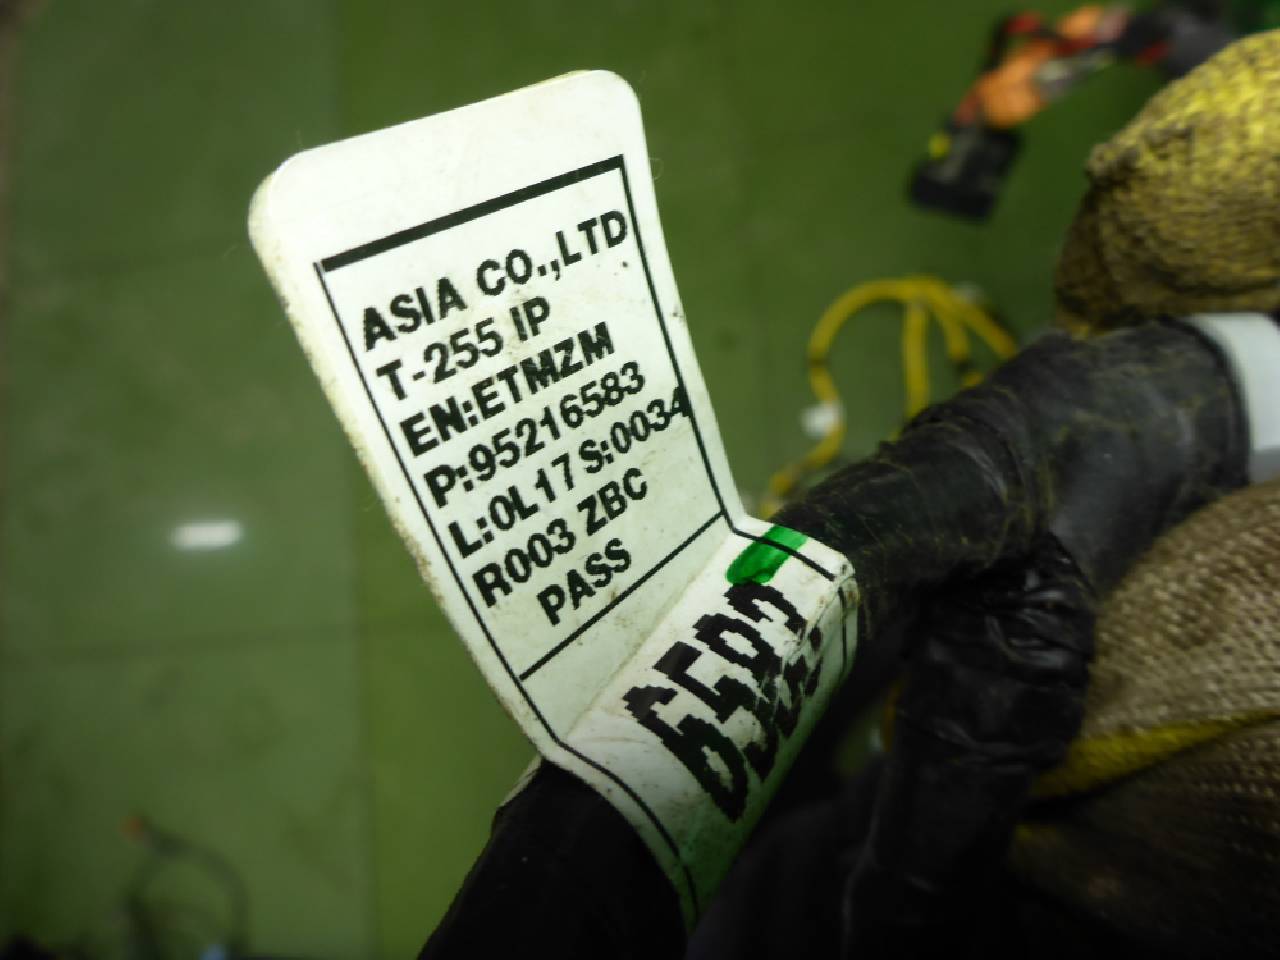 ASIA CO.,LTD
T-255 IP
EN:ETMZM
P:95216583
L:0L17 S:0034
R003 ZBC
PASS